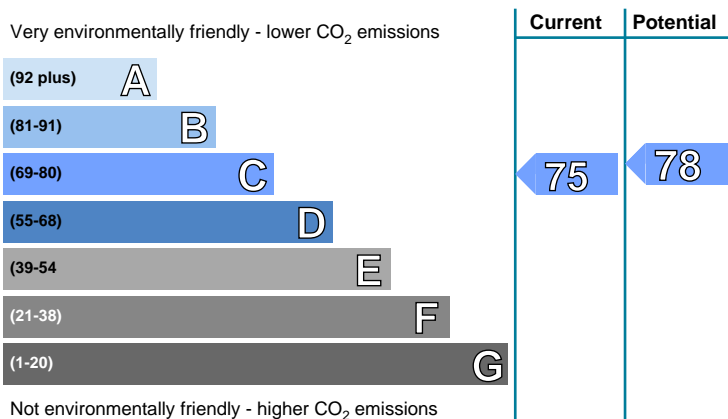 Very environmentally friendly - lower CO2 emissions
Current
Potential
(92 plus) A
(81-91) B
(69-80) C
75
78
(55-68) D
(39-54 E
(21-38) F
(1-20) G
Not environmentally friendly - higher CO2 emissions